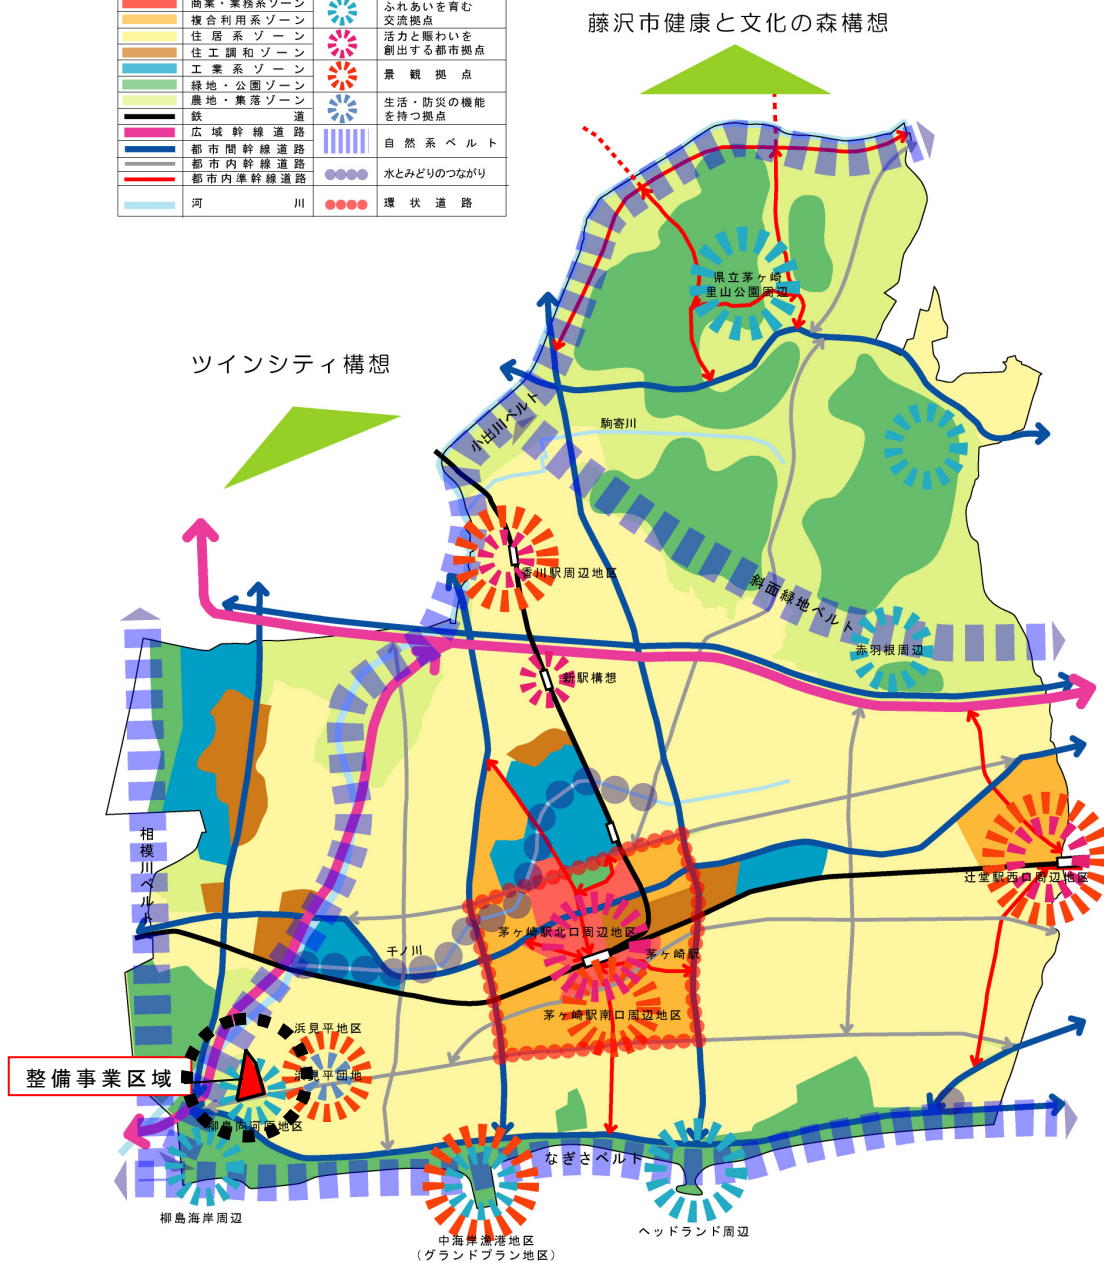 商業・業務系ゾーン
複合利用系ゾーン
住居系ゾーン
住工調和ゾーン
工業系ゾーン
緑地・公園ゾーン
農地・集落ゾーン
鉄道
広域幹線道路
都市間幹線道路
都市内幹線道路
都市内準幹線道路
河川
ふれあいを育む
交流拠点
活力と賑わいを
創出する都市拠点
景観拠点
生活・防災の機能
を持つ拠点
自然系ベルト
水とみどりのつながり
環状道路
藤沢市健康と文化の森構想
県立茅ヶ崎
里山公園周辺
ツインシティ構想
小出川ベルト
駒寄川
香川駅周辺地区
斜面緑地ベルト
赤羽根周辺
新駅構想
相模川ベルト
辻堂駅西口周辺地区
茅ヶ崎駅北口周辺地区
千ノ川
茅ヶ崎駅
茅ヶ崎駅南口周辺地区
浜見平地区
浜見平団地
整備事業区域
柳島向河原地区
なぎさベルト
柳島海岸周辺
ヘッドランド周辺
中海岸漁港地区
(グランドプラン地区)